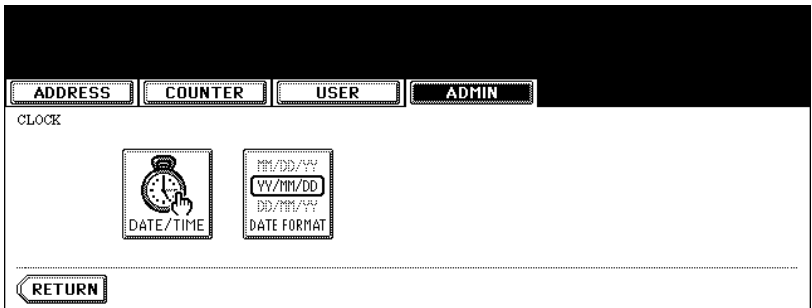 ADDRESS COUNTER USER ADMIN
CLOCK
MM/DD/YY
YY/MM/DD
DD/MM/YY
DATE/TIME DATE FORMAT
RETURN